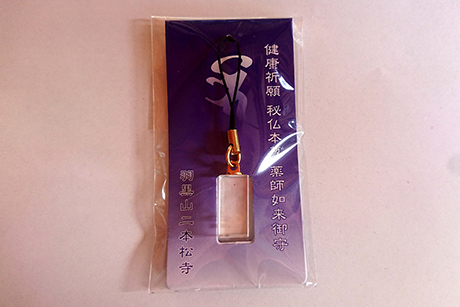 健康祈願 秘仏本尊 薬師如来御守
羽黒山二本松寺